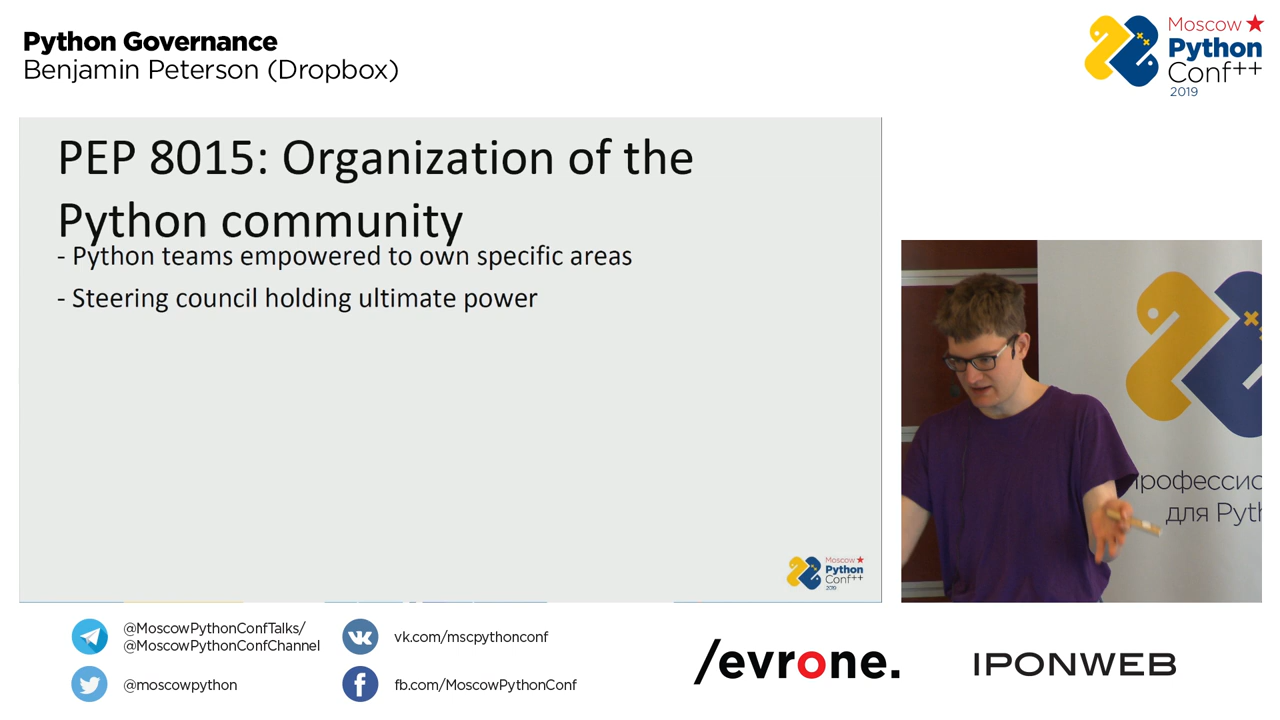 Python Governance
Benjamin Peterson (Dropbox)
Moscow
Python
Conf++
2019
PEP 8015: Organization of the
Python community
- Python teams empowered to own specific areas
- Steering council holding ultimate power
Moscow
Python
Conf++
2019
для Pyth
@MoscowPythonConfTalks/
@MoscowPythonConfChannel
vk.com/mscpythonconf
@moscowpython
fb.com/MoscowPythonConf
/evrone.
IPONWEB